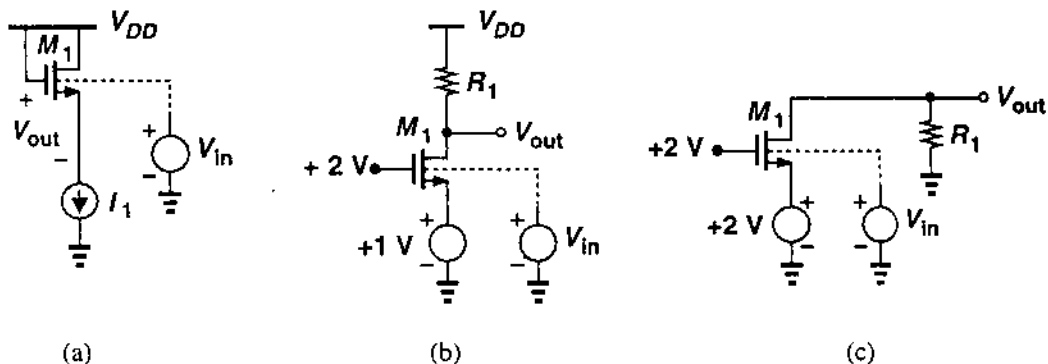 V_DD
M_1
+
V_out
−
+
−
V_in
I_1
(a)
V_DD
R_1
M_1
V_out
+ 2 V
+
+1 V
−
+
−
V_in
(b)
V_out
M_1
R_1
+2 V
+
+2 V
−
+
−
V_in
(c)